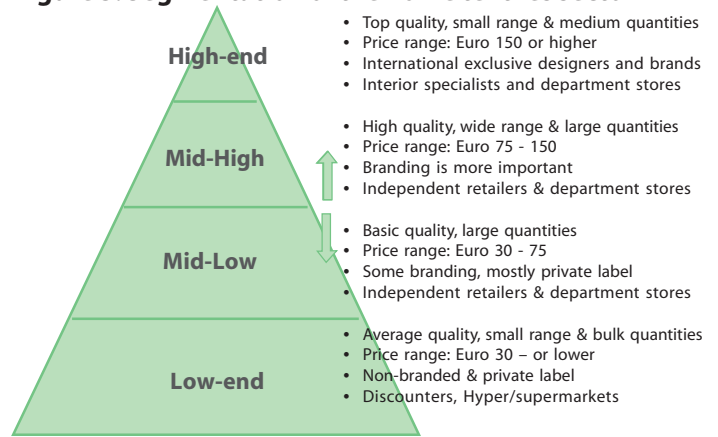 High-end
• Top quality, small range & medium quantities
• Price range: Euro 150 or higher
• International exclusive designers and brands
• Interior specialists and department stores
Mid-High
• High quality, wide range & large quantities
• Price range: Euro 75 - 150
• Branding is more important
• Independent retailers & department stores
Mid-Low
• Basic quality, large quantities
• Price range: Euro 30 - 75
• Some branding, mostly private label
• Independent retailers & department stores
Low-end
• Average quality, small range & bulk quantities
• Price range: Euro 30 – or lower
• Non-branded & private label
• Discounters, Hyper/supermarkets